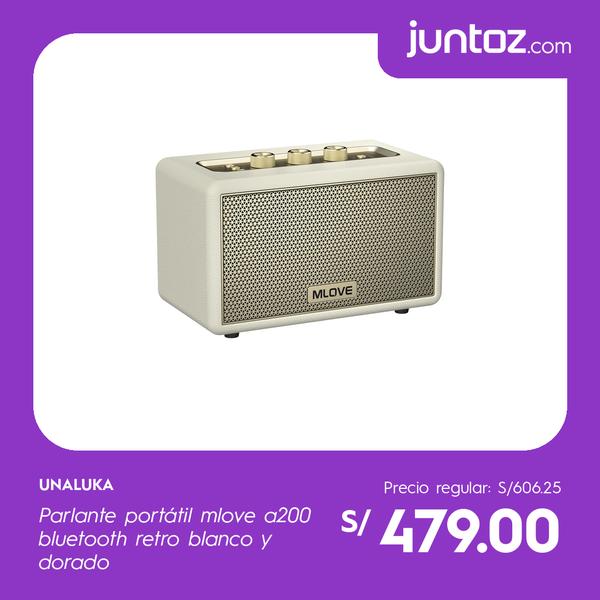 juntoz.com
MLOVE
UNALUKA
Parlante portátil mlove a200
bluetooth retro blanco y
dorado
Precio regular: S/606.25
S/ 479.00